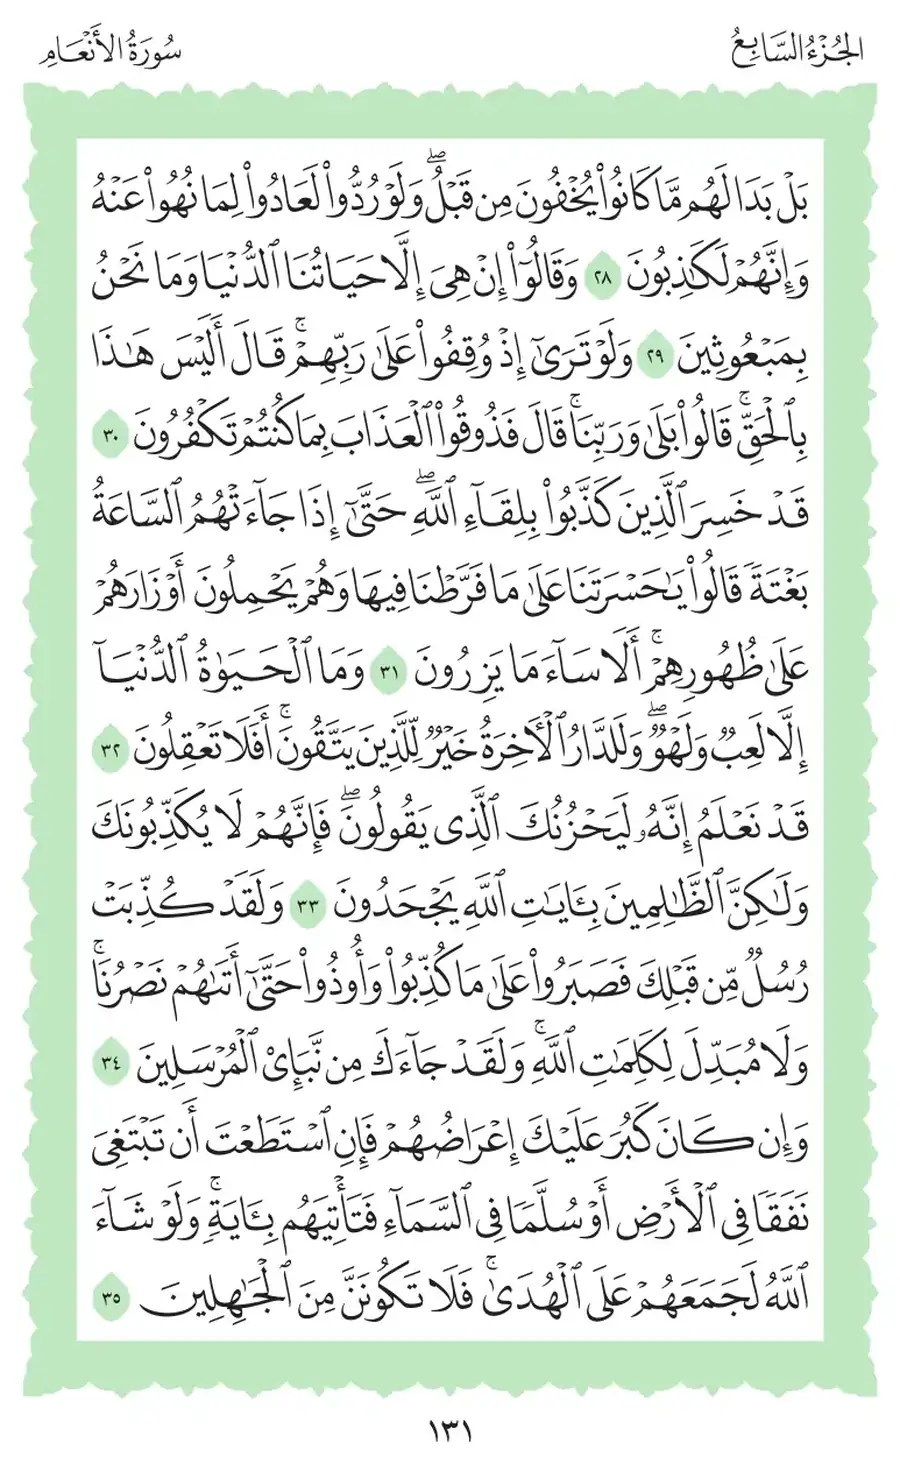 الجُزْءُ السَّابِعُ
سُورَةُ الأَنْعَامِ
بَلْ بَدَا لَهُم مَّا كَانُوا۟ يُخْفُونَ مِن قَبْلُ ۖ وَلَوْ رُدُّوا۟ لَعَادُوا۟ لِمَا نُهُوا۟ عَنْهُ
وَإِنَّهُمْ لَكَـٰذِبُونَ ٢٨ وَقَالُوٓا۟ إِنْ هِىَ إِلَّا حَيَاتُنَا ٱلدُّنْيَا وَمَا نَحْنُ
بِمَبْعُوثِينَ ٢٩ وَلَوْ تَرَىٰٓ إِذْ وُقِفُوا۟ عَلَىٰ رَبِّهِمْ ۚ قَالَ أَلَيْسَ هَـٰذَا
بِٱلْحَقِّ ۚ قَالُوا۟ بَلَىٰ وَرَبِّنَا ۚ قَالَ فَذُوقُوا۟ ٱلْعَذَابَ بِمَا كُنتُمْ تَكْفُرُونَ ٣٠
قَدْ خَسِرَ ٱلَّذِينَ كَذَّبُوا۟ بِلِقَآءِ ٱللَّهِ ۖ حَتَّىٰٓ إِذَا جَآءَتْهُمُ ٱلسَّاعَةُ
بَغْتَةً قَالُوا۟ يَـٰحَسْرَتَنَا عَلَىٰ مَا فَرَّطْنَا فِيهَا وَهُمْ يَحْمِلُونَ أَوْزَارَهُمْ
عَلَىٰ ظُهُورِهِمْ ۚ أَلَا سَآءَ مَا يَزِرُونَ ٣١ وَمَا ٱلْحَيَوٰةُ ٱلدُّنْيَآ
إِلَّا لَعِبٌ وَلَهْوٌ ۖ وَلَلدَّارُ ٱلْـَٔاخِرَةُ خَيْرٌ لِّلَّذِينَ يَتَّقُونَ ۚ أَفَلَا تَعْقِلُونَ ٣٢
قَدْ نَعْلَمُ إِنَّهُۥ لَيَحْزُنُكَ ٱلَّذِى يَقُولُونَ ۖ فَإِنَّهُمْ لَا يُكَذِّبُونَكَ
وَلَـٰكِنَّ ٱلظَّـٰلِمِينَ بِـَٔايَـٰتِ ٱللَّهِ يَجْحَدُونَ ٣٣ وَلَقَدْ كُذِّبَتْ
رُسُلٌ مِّن قَبْلِكَ فَصَبَرُوا۟ عَلَىٰ مَا كُذِّبُوا۟ وَأُوذُوا۟ حَتَّىٰٓ أَتَىٰهُمْ نَصْرُنَا ۚ
وَلَا مُبَدِّلَ لِكَلِمَـٰتِ ٱللَّهِ ۚ وَلَقَدْ جَآءَكَ مِن نَّبَإِى۟ ٱلْمُرْسَلِينَ ٣٤
وَإِن كَانَ كَبُرَ عَلَيْكَ إِعْرَاضُهُمْ فَإِنِ ٱسْتَطَعْتَ أَن تَبْتَغِىَ
نَفَقًا فِى ٱلْأَرْضِ أَوْ سُلَّمًا فِى ٱلسَّمَآءِ فَتَأْتِيَهُم بِـَٔايَةٍ ۚ وَلَوْ شَآءَ
ٱللَّهُ لَجَمَعَهُمْ عَلَى ٱلْهُدَىٰ ۚ فَلَا تَكُونَنَّ مِنَ ٱلْجَـٰهِلِينَ ٣٥
١٣١